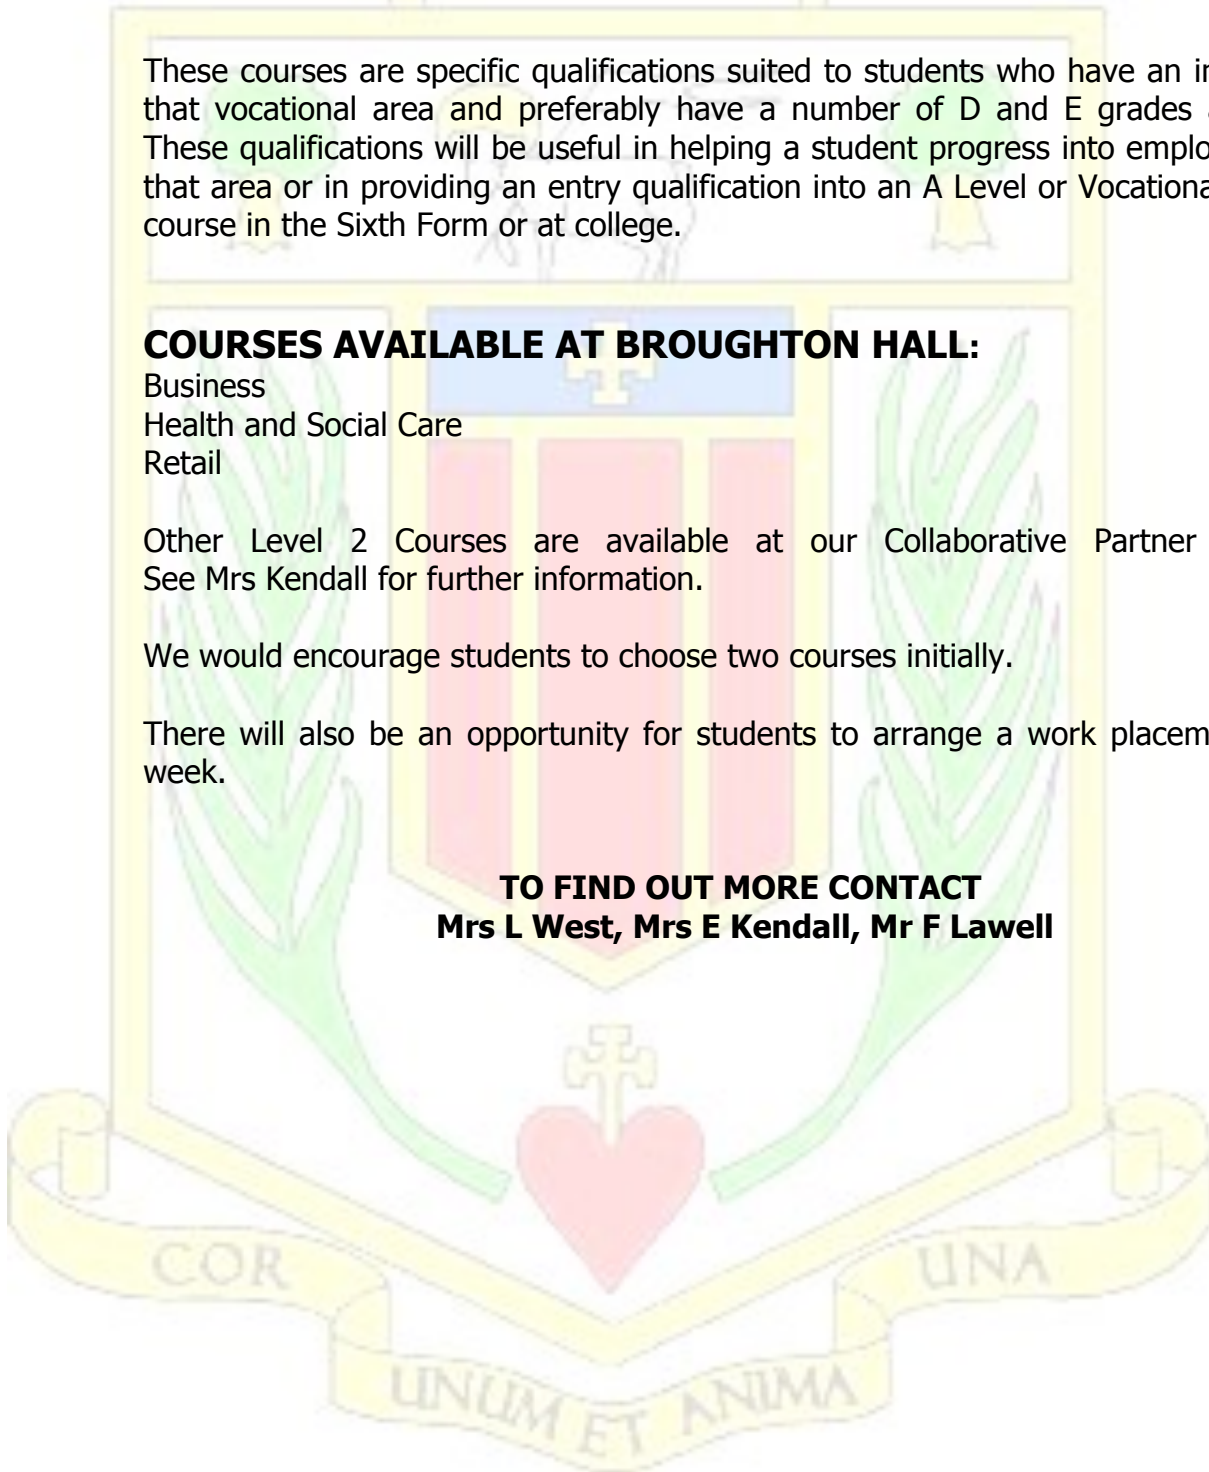 These courses are specific qualifications suited to students who have an in
that vocational area and preferably have a number of D and E grades
These qualifications will be useful in helping a student progress into emplo
that area or in providing an entry qualification into an A Level or Vocationa
course in the Sixth Form or at college.
COURSES AVAILABLE AT BROUGHTON HALL:
Business
Health and Social Care
Retail
Other Level 2 Courses are available at our Collaborative Partner
See Mrs Kendall for further information.
We would encourage students to choose two courses initially.
There will also be an opportunity for students to arrange a work placem
week.
TO FIND OUT MORE CONTACT
Mrs L West, Mrs E Kendall, Mr F Lawell
COR UNUM ET ANIMA UNA